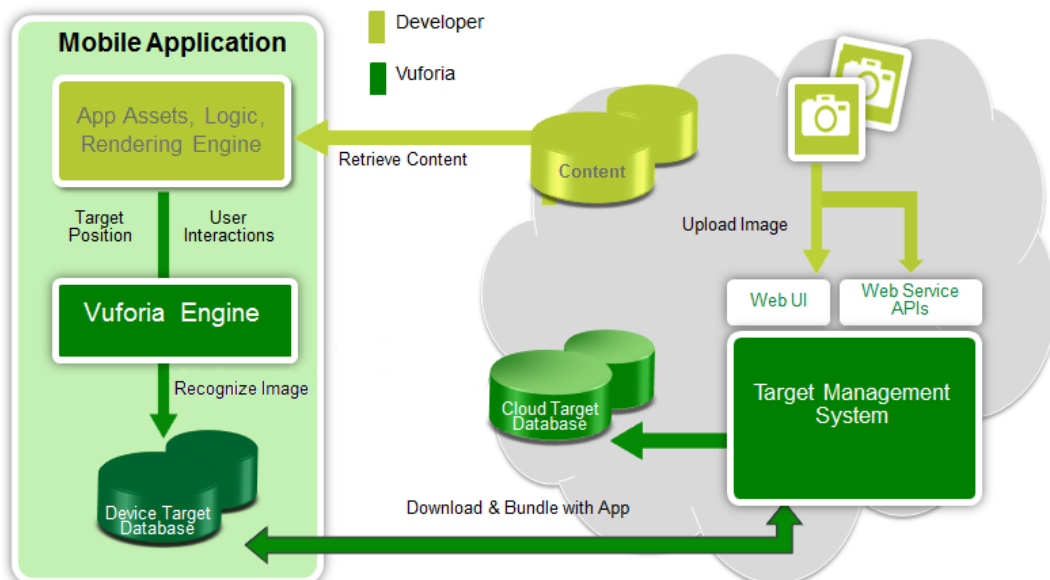 Mobile Application
App Assets, Logic,
Rendering Engine
Target
Position
User
Interactions
Vuforia Engine
Recognize Image
Device Target
Database
Developer
Vuforia
Retrieve Content
Content
Upload Image
Web UI
Web Service
APIs
Target Management
System
Cloud Target
Database
Download & Bundle with App